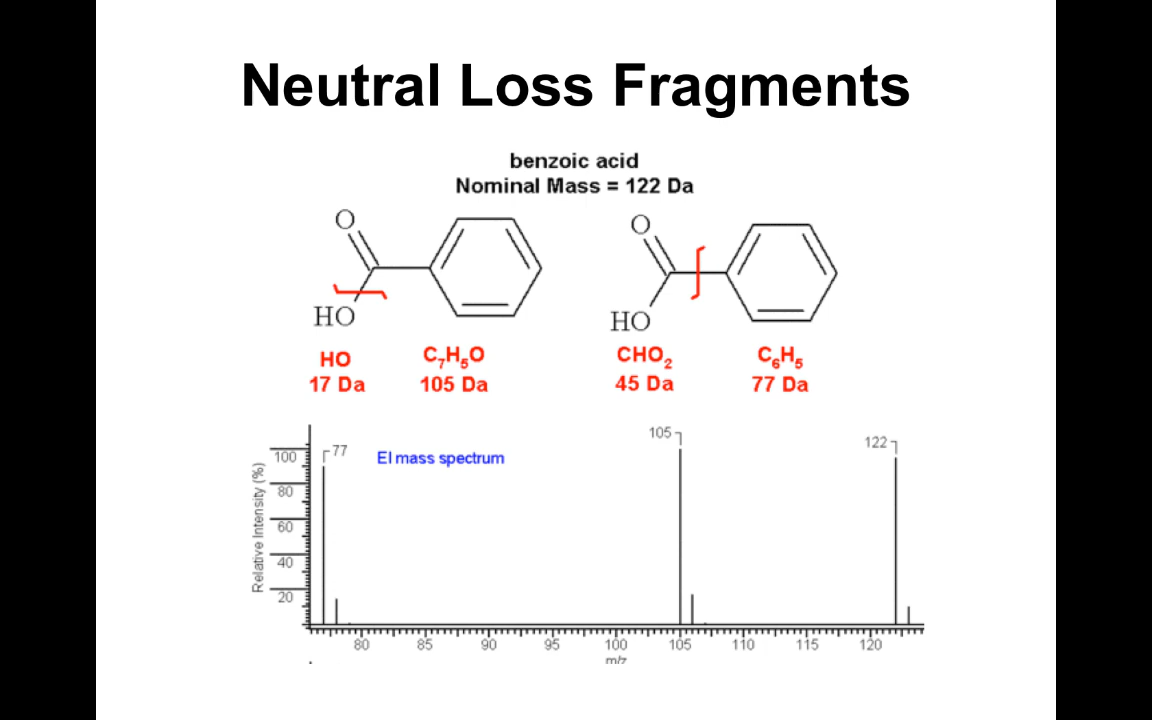 Neutral Loss Fragments
benzoic acid
Nominal Mass = 122 Da
O
HO
O
HO
HO
17 Da
C₇H₅O
105 Da
CHO₂
45 Da
C₆H₅
77 Da
EI mass spectrum
77
105
122
Relative Intensity (%)
100
80
60
40
20
80 85 90 95 100 105 110 115 120
m/z